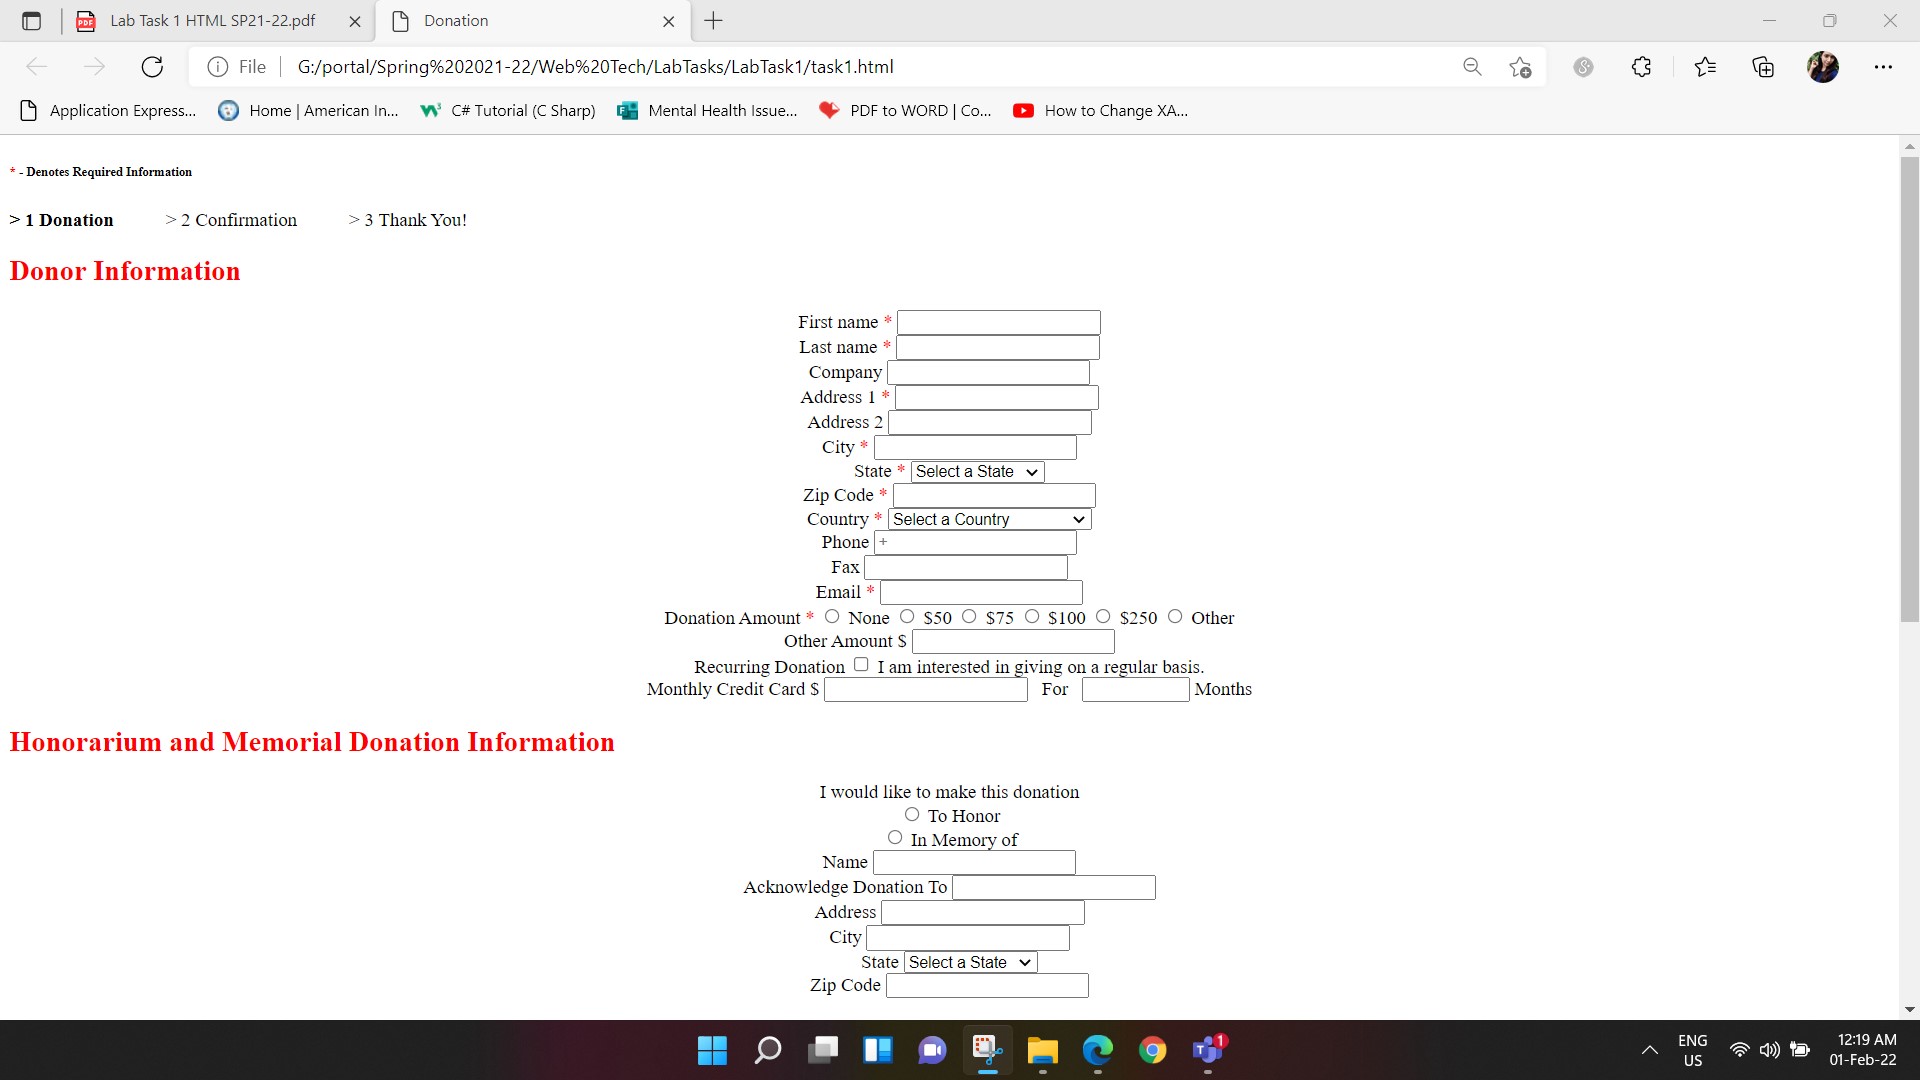 Lab Task 1 HTML SP21-22.pdf
Donation
File
G:/portal/Spring%202021-22/Web%20Tech/LabTasks/LabTask1/task1.html
Application Express...
Home | American In...
C# Tutorial (C Sharp)
Mental Health Issue...
PDF to WORD | Co...
How to Change XA...
* - Denotes Required Information
> 1 Donation > 2 Confirmation > 3 Thank You!
Donor Information
First name *
Last name *
Company
Address 1 *
Address 2
City *
State * Select a State
Zip Code *
Country * Select a Country
Phone +
Fax
Email *
Donation Amount * None $50 $75 $100 $250 Other
Other Amount $
Recurring Donation I am interested in giving on a regular basis.
Monthly Credit Card $ For Months
Honorarium and Memorial Donation Information
I would like to make this donation
To Honor
In Memory of
Name
Acknowledge Donation To
Address
City
State Select a State
Zip Code
ENG
US
12:19 AM
01-Feb-22